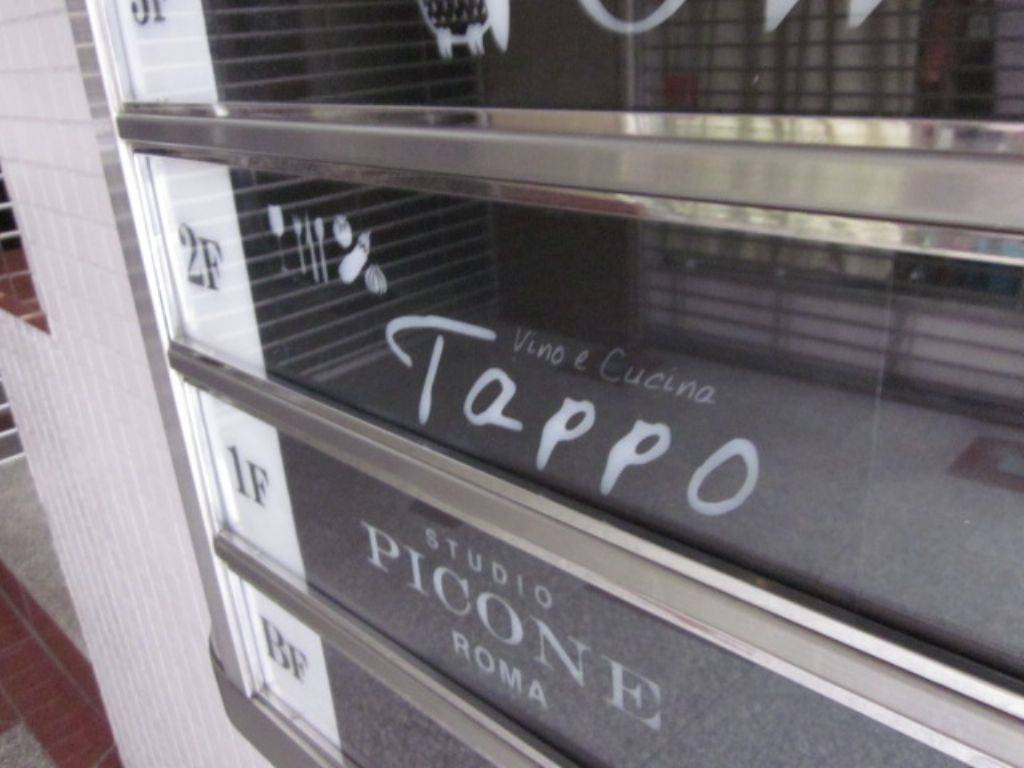 2F
Vino e Cucina
Tappo
1F
STUDIO
PICONE
ROMA
BF